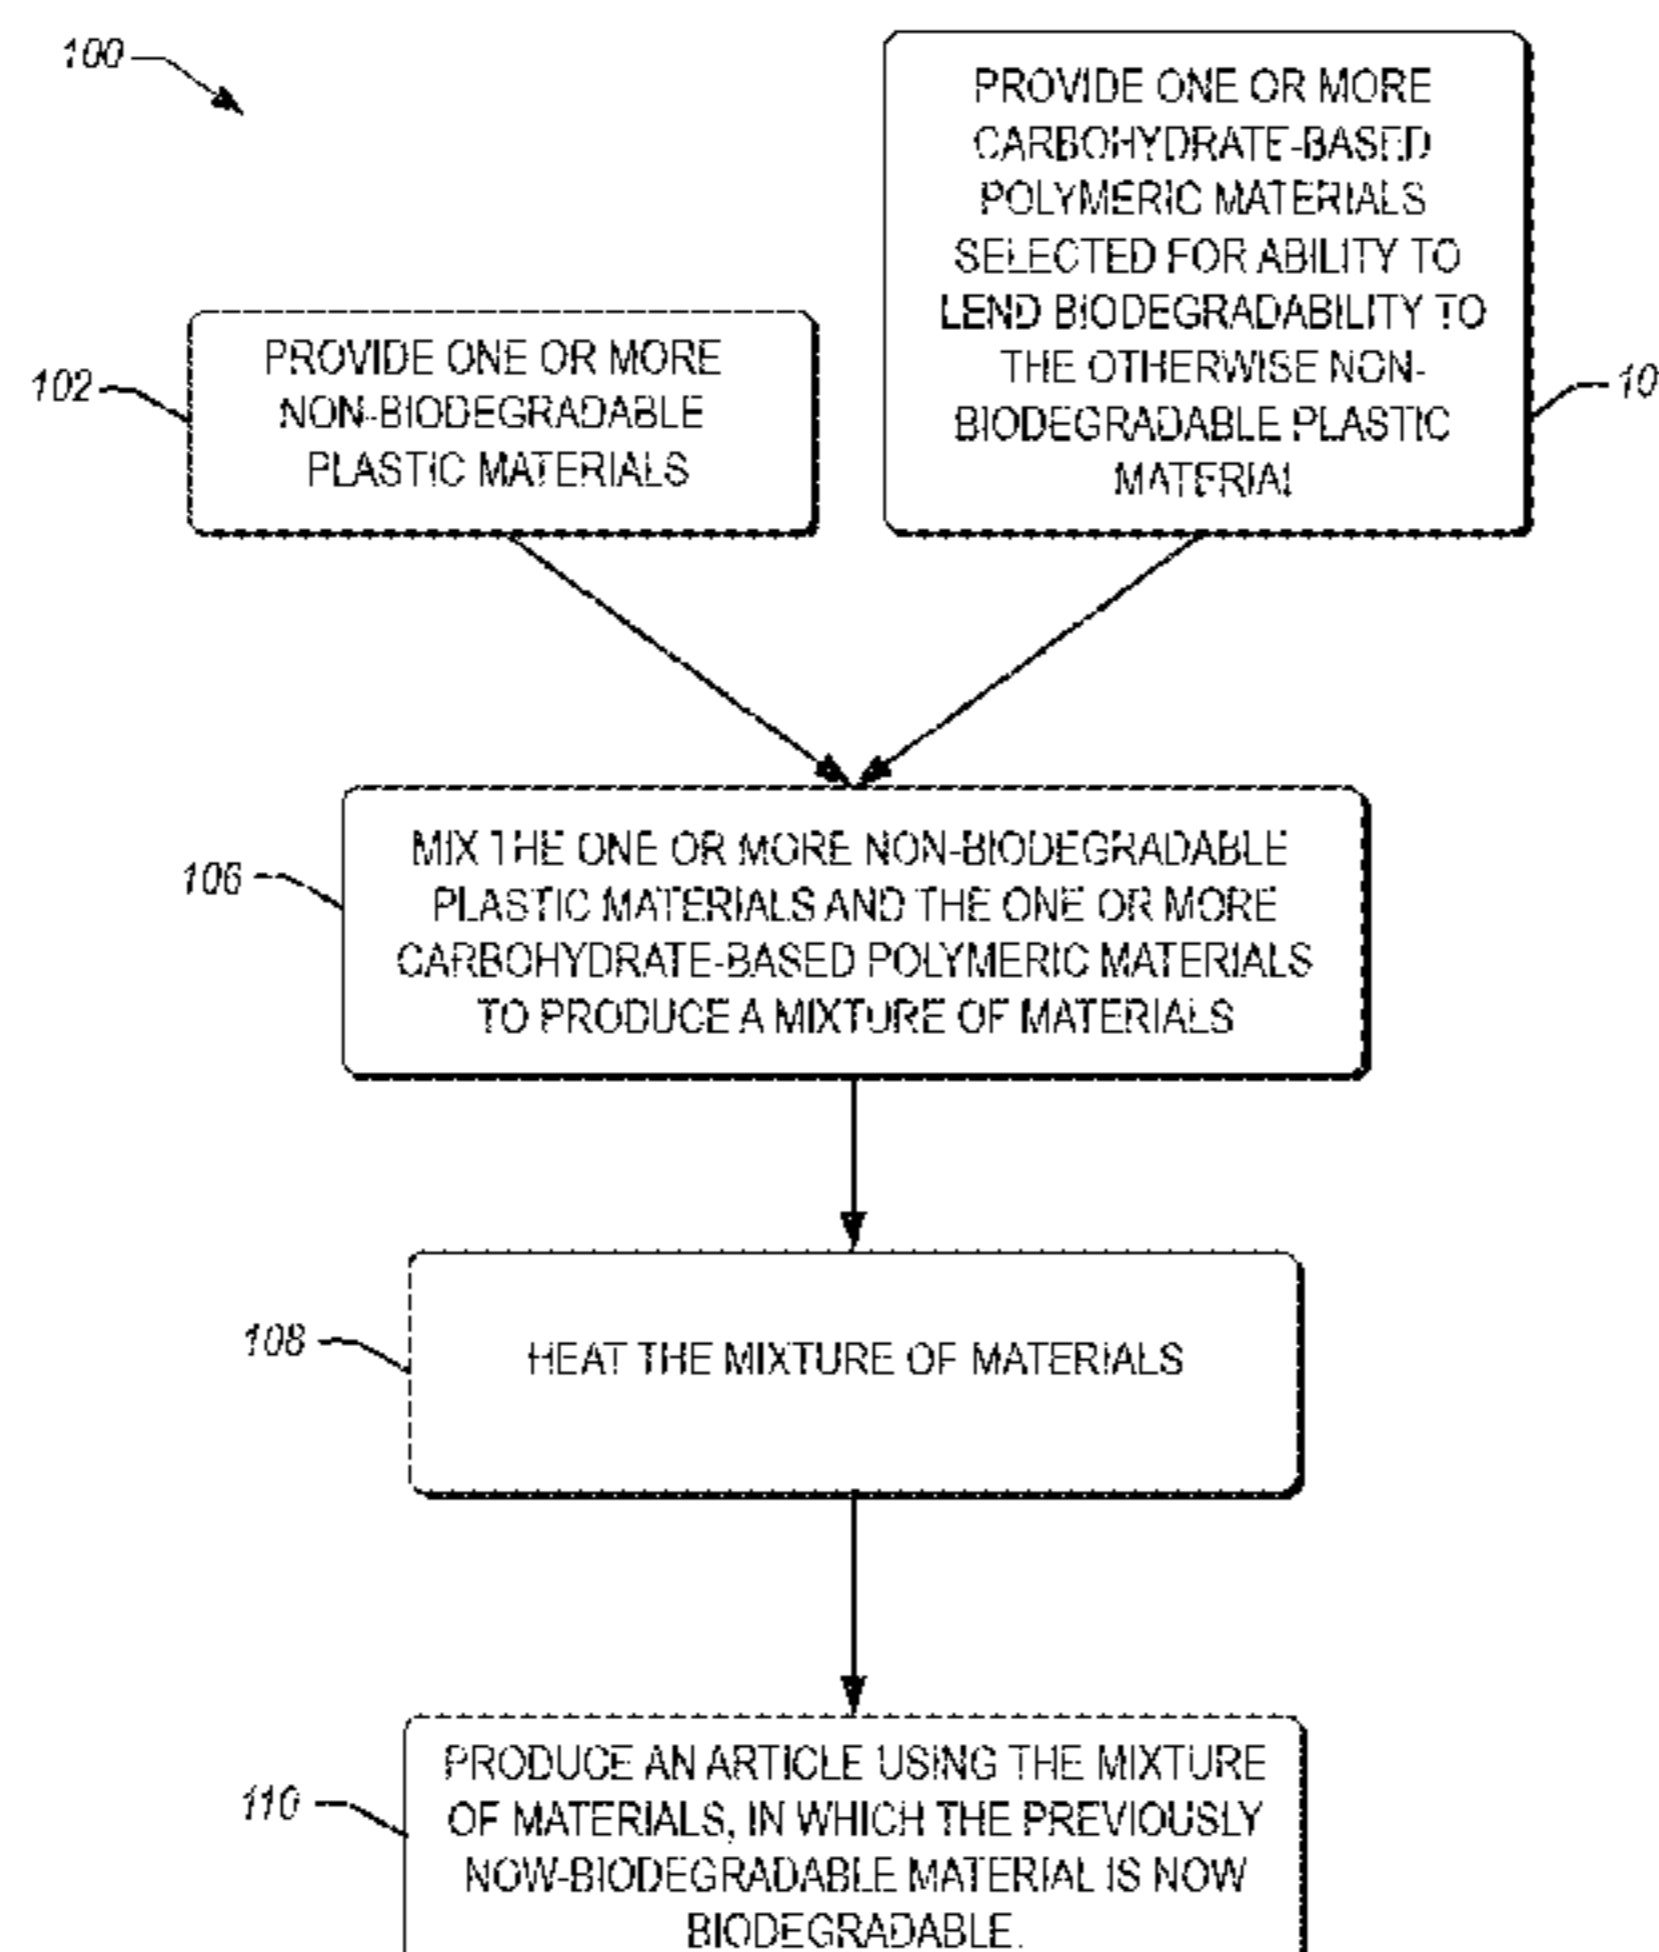 100
PROVIDE ONE OR MORE
CARBOHYDRATE-BASED
POLYMERIC MATERIALS
SELECTED FOR ABILITY TO
LEND BIODEGRADABILITY TO
THE OTHERWISE NON-
BIODEGRADABLE PLASTIC
MATERIAL
10
102
PROVIDE ONE OR MORE
NON-BIODEGRADABLE
PLASTIC MATERIALS
106
MIX THE ONE OR MORE NON-BIODEGRADABLE
PLASTIC MATERIALS AND THE ONE OR MORE
CARBOHYDRATE-BASED POLYMERIC MATERIALS
TO PRODUCE A MIXTURE OF MATERIALS
108
HEAT THE MIXTURE OF MATERIALS
110
PRODUCE AN ARTICLE USING THE MIXTURE
OF MATERIALS, IN WHICH THE PREVIOUSLY
NOW-BIODEGRADABLE MATERIAL IS NOW
BIODEGRADABLE.